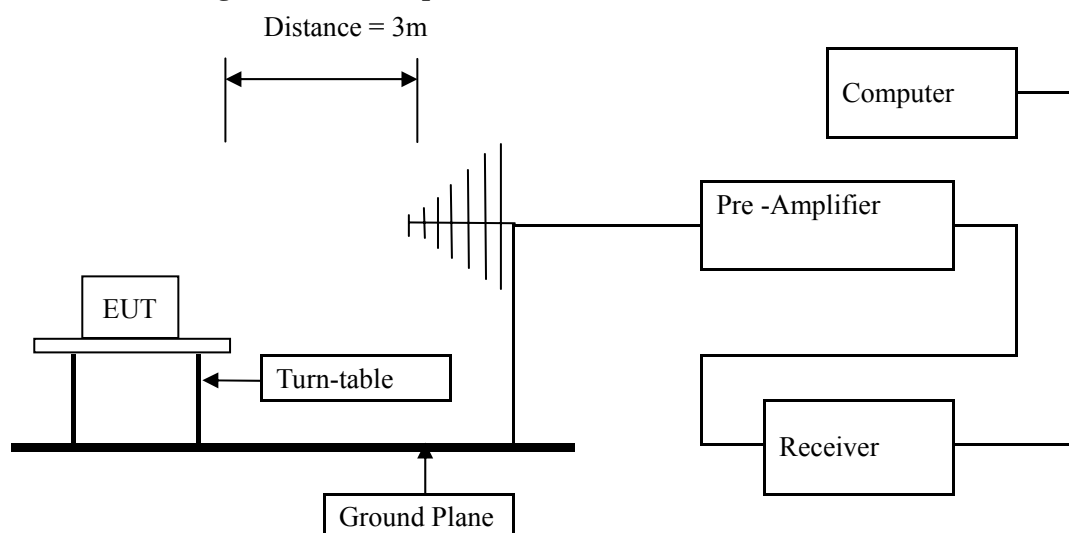 Distance = 3m
Computer
Pre -Amplifier
EUT
Turn-table
Receiver
Ground Plane